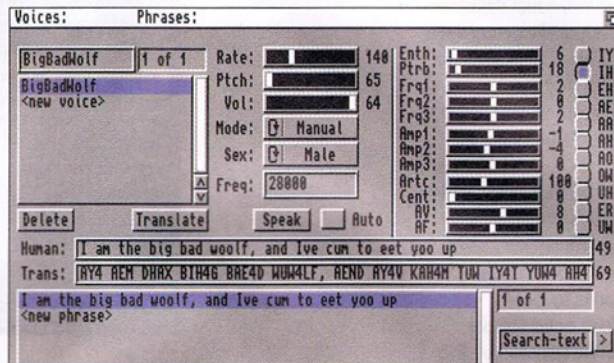 Voices: Phrases:
BigBadWolf 1 of 1
BigBadWolf
<new voice>
Delete Translate
Rate: 140
Ptch: 65
Vol: 64
Mode: Manual
Sex: Male
Freq: 28000
Speak Auto
Enth: 6
Ptrb: 18
Frq1: 2
Frq2: 0
Frq3: 2
Amp1: -1
Amp2: -4
Amp3: 0
Artc: 100
Cent: 0
AV: 8
AF: 0
IY
IH
EH
AE
AA
AH
AO
OW
UH
ER
UW
Human: I am the big bad woolf, and Ive cum to eet yoo up 49
Trans: AY4 AEM DHAX BIH4G BAE4D WUW4LF, AEND AY4V KAH4M TUW IY4T YUW4 AH4 69
I am the big bad woolf, and Ive cum to eet yoo up
<new phrase>
1 of 1
Search-text >